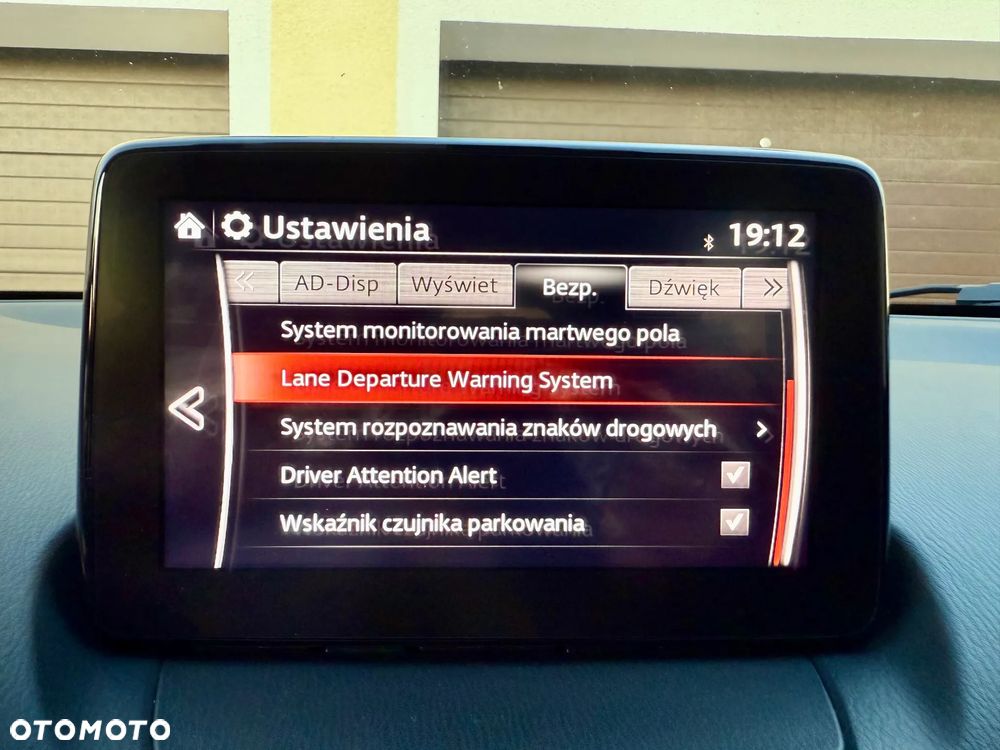 Ustawienia 19:12
AD-Disp Wyświet Bezp. Dźwięk
System monitorowania martwego pola
Lane Departure Warning System
System rozpoznawania znaków drogowych
Driver Attention Alert
Wskaźnik czujnika parkowania
OTOMOTO